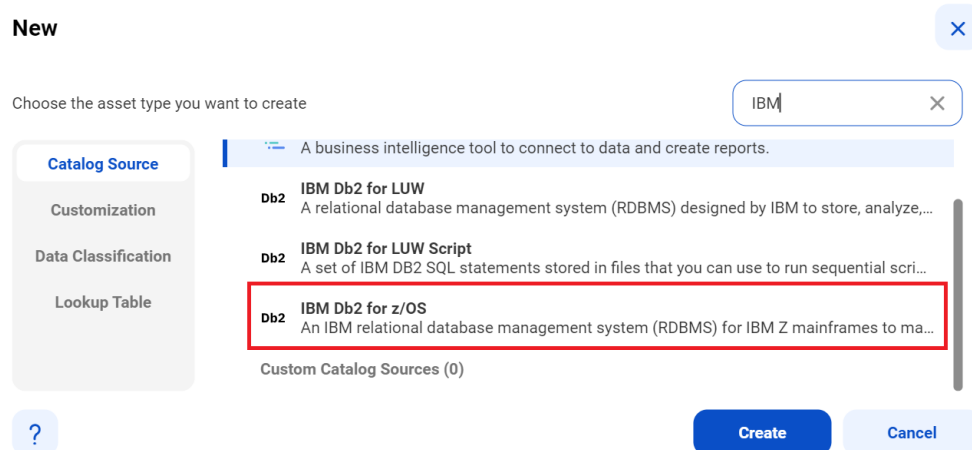 New
Choose the asset type you want to create
IBM
Catalog Source
Customization
Data Classification
Lookup Table
A business intelligence tool to connect to data and create reports.
Db2
IBM Db2 for LUW
A relational database management system (RDBMS) designed by IBM to store, analyze,...
Db2
IBM Db2 for LUW Script
A set of IBM DB2 SQL statements stored in files that you can use to run sequential scri...
Db2
IBM Db2 for z/OS
An IBM relational database management system (RDBMS) for IBM Z mainframes to ma...
Custom Catalog Sources (0)
?
Create
Cancel